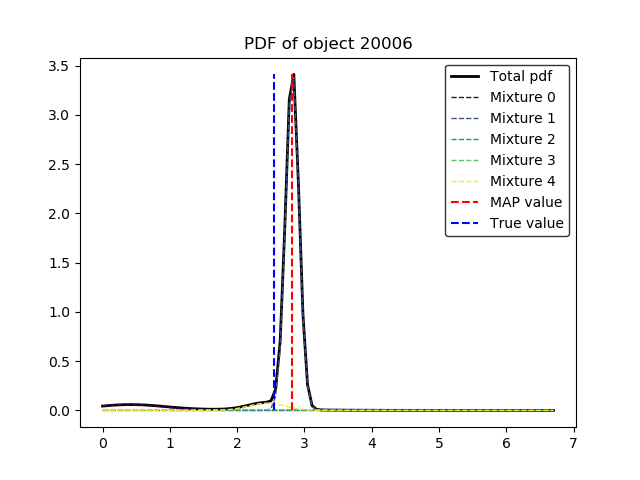 PDF of object 20006
3.5
3.0
2.5
2.0
1.5
1.0
0.5
0.0
0 1 2 3 4 5 6 7
Total pdf
Mixture 0
Mixture 1
Mixture 2
Mixture 3
Mixture 4
MAP value
True value